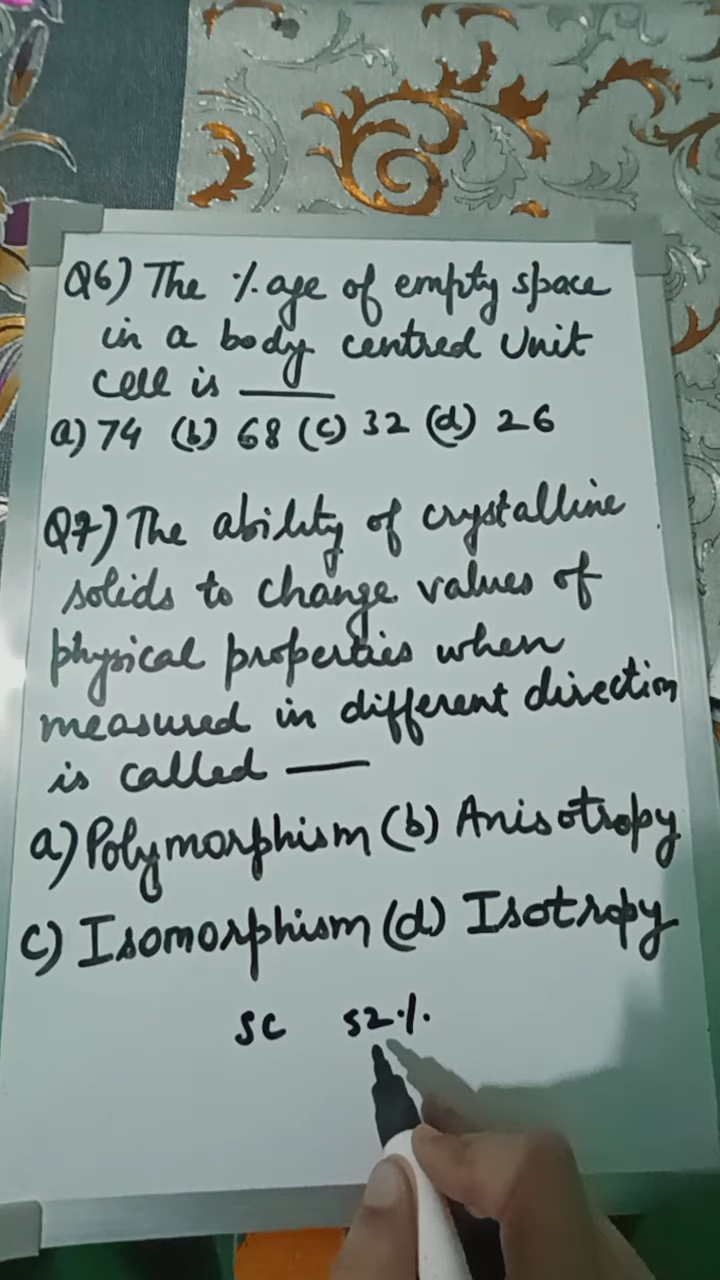 Q6) The %age of empty space
in a body centred Unit
cell is ____
a) 74 (b) 68 (c) 32 (d) 26
Q7) The ability of crystalline
solids to change values of
physical properties when
measured in different direction
is called __
a) Polymorphism (b) Anisotropy
c) Isomorphism (d) Isotropy
SC 52%